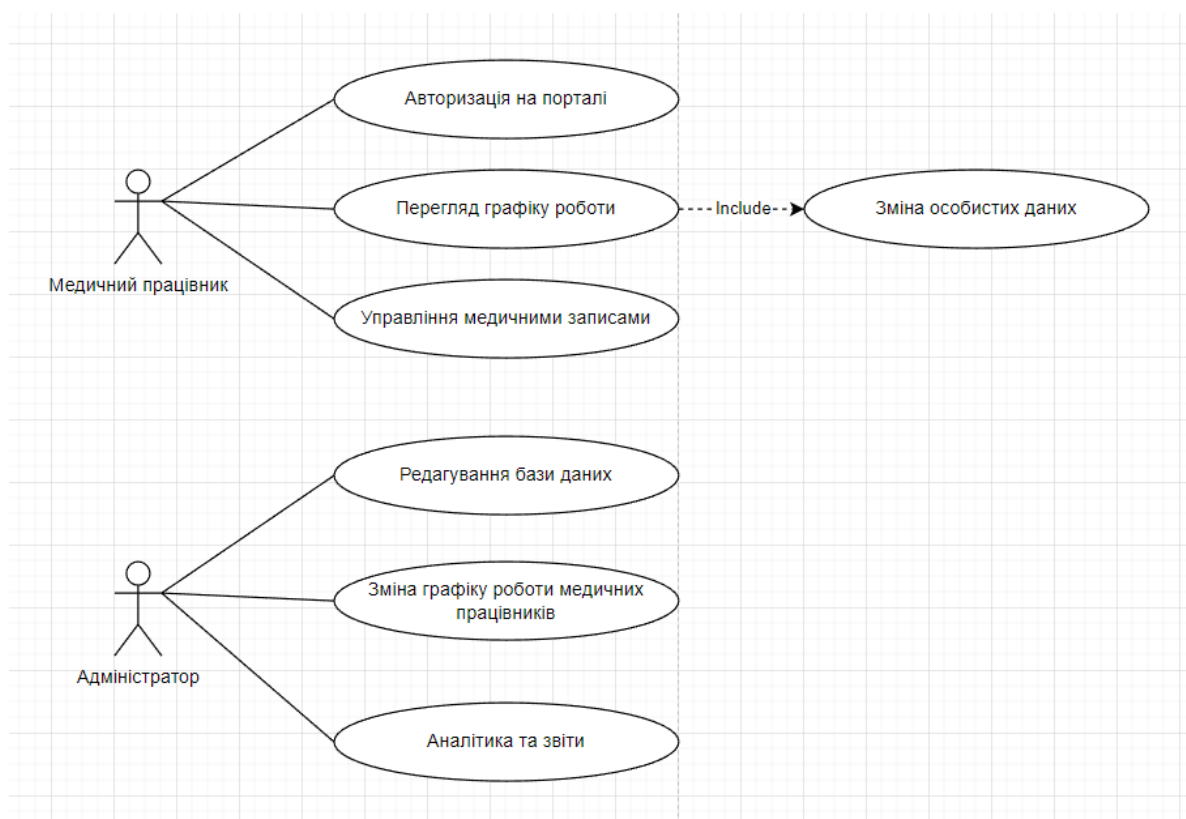 Авторизація на порталі
Перегляд графіку роботи
Include
Зміна особистих даних
Медичний працівник
Управління медичними записами
Редагування бази даних
Зміна графіку роботи медичних
працівників
Адміністратор
Аналітика та звіти